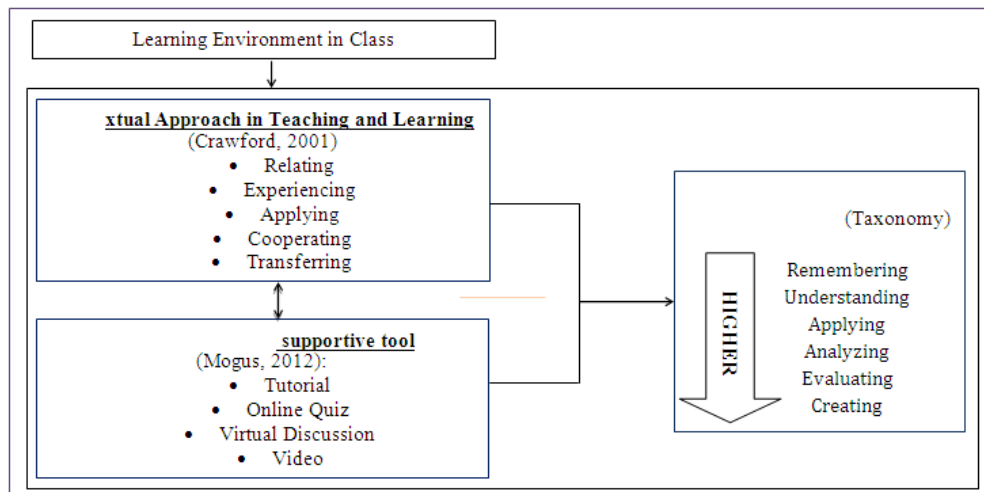 Learning Environment in Class
xtual Approach in Teaching and Learning
(Crawford, 2001)
• Relating
• Experiencing
• Applying
• Cooperating
• Transferring
supportive tool
(Mogus, 2012):
• Tutorial
• Online Quiz
• Virtual Discussion
• Video
(Taxonomy)
HIGHER
Remembering
Understanding
Applying
Analyzing
Evaluating
Creating